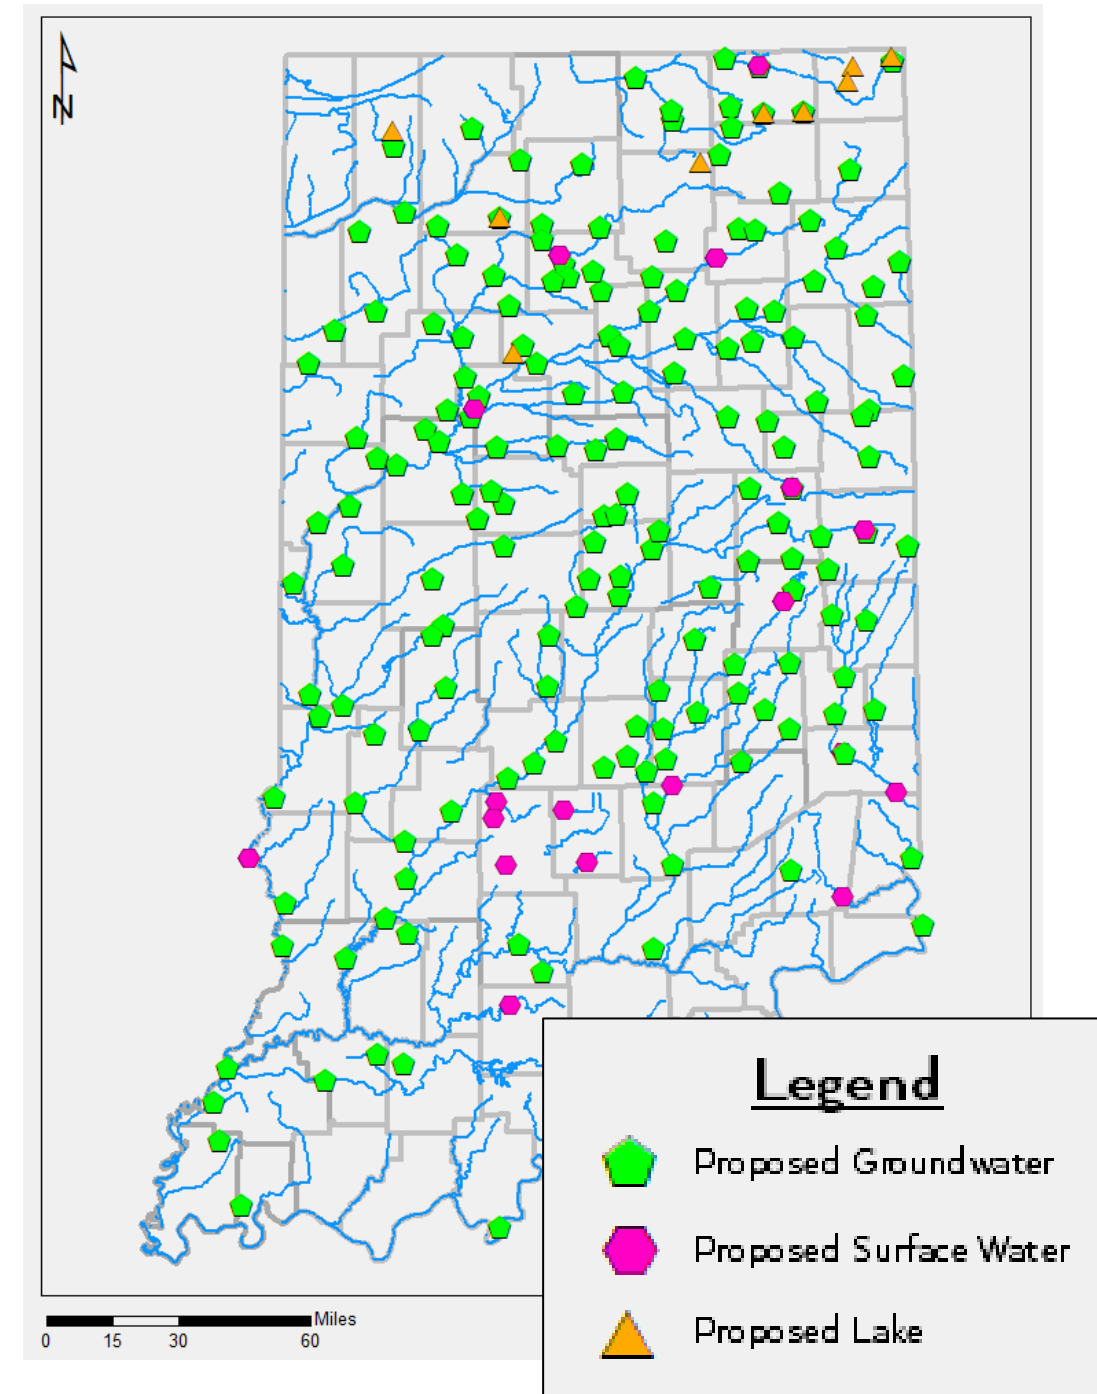 N
Legend
Proposed Groundwater
Proposed Surface Water
Proposed Lake
Miles
0 15 30 60